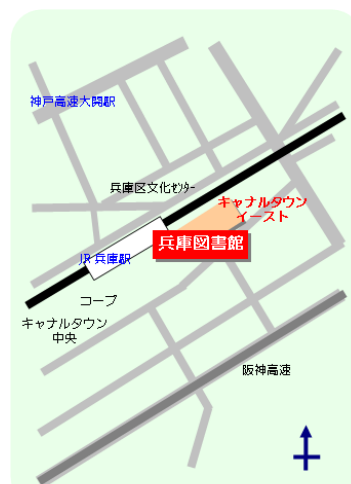 神戸高速大開駅
兵庫区文化センター
キャナルタウン
イースト
兵庫図書館
JR 兵庫駅
コープ
キャナルタウン
中央
阪神高速